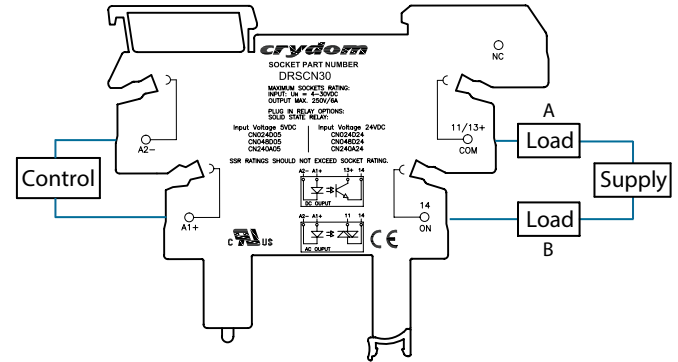 crydom
SOCKET PART NUMBER
DRSCN30
MAXIMUM SOCKETS RATING:
INPUT: UN = 4-30VDC
OUTPUT MAX. 250V/6A
PLUG IN RELAY OPTIONS:
SOLID STATE RELAY:
Input Voltage 5VDC
CN024D05
CN048D05
CN240A05
Input Voltage 24VDC
CN024D24
CN048D24
CN240A24
SSR RATINGS SHOULD NOT EXCEED SOCKET RATING.
A2- A1+ 13+ 14
DC OUPUT
A2- A1+ 11 14
AC OUPUT
C RU US
CE
NC
A2-
A1+
11/13+
COM
14
ON
Control
A
Load
Load
B
Supply